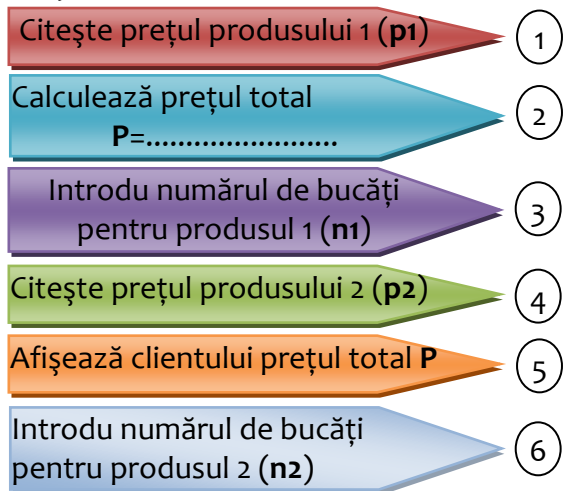 Citeşte preţul produsului 1 (p1)
1
Calculează preţul total
P=........................
2
Introdu numărul de bucăţi
pentru produsul 1 (n1)
3
Citeşte preţul produsului 2 (p2)
4
Afişează clientului preţul total P
5
Introdu numărul de bucăţi
pentru produsul 2 (n2)
6